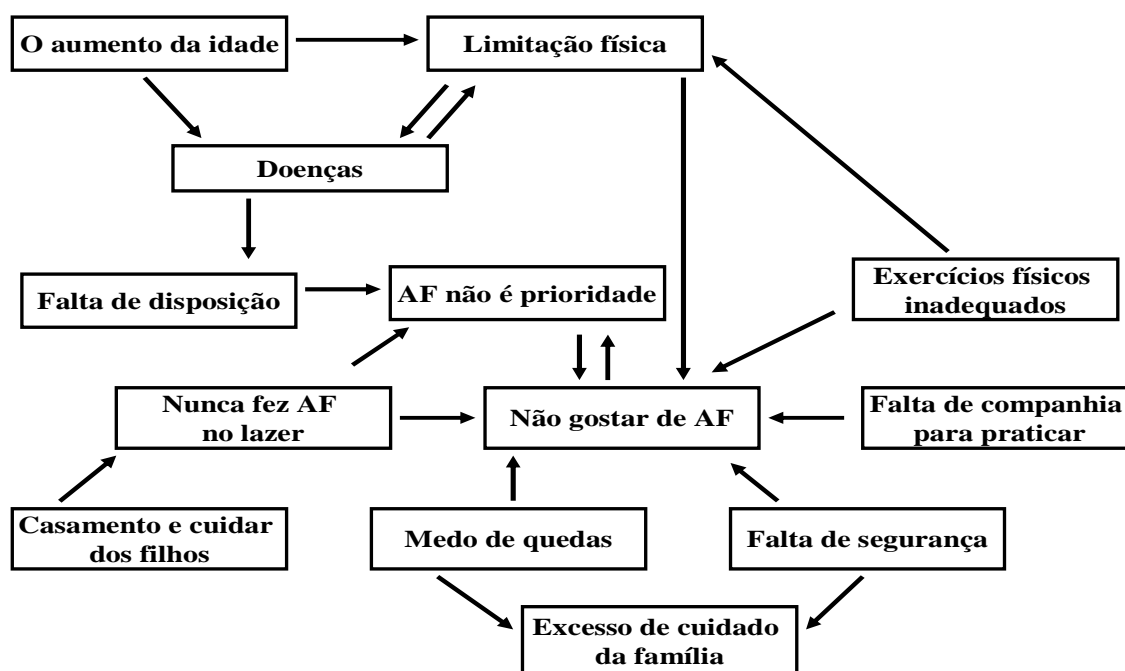 O aumento da idade
Limitação física
Doenças
Falta de disposição
AF não é prioridade
Exercícios físicos
inadequados
Nunca fez AF
no lazer
Não gostar de AF
Falta de companhia
para praticar
Casamento e cuidar
dos filhos
Medo de quedas
Falta de segurança
Excesso de cuidado
da família